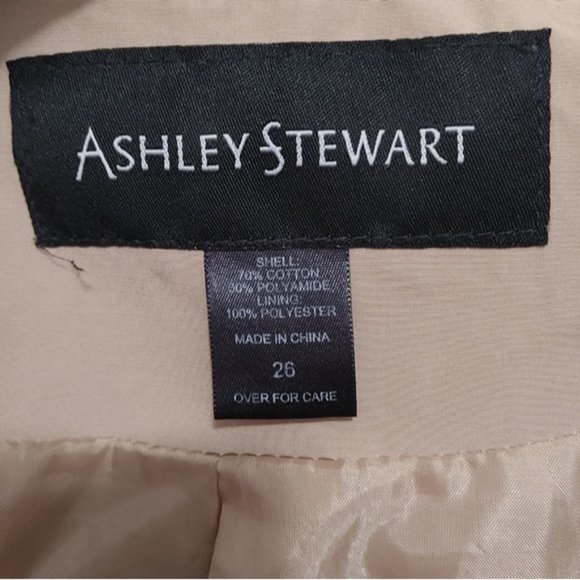 ASHLEY STEWART
SHELL:
70% COTTON
30% POLYAMIDE
LINING:
100% POLYESTER
MADE IN CHINA
26
OVER FOR CARE